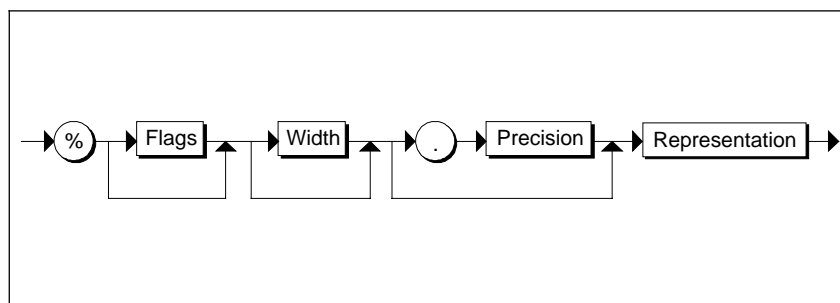 % Flags Width . Precision Representation